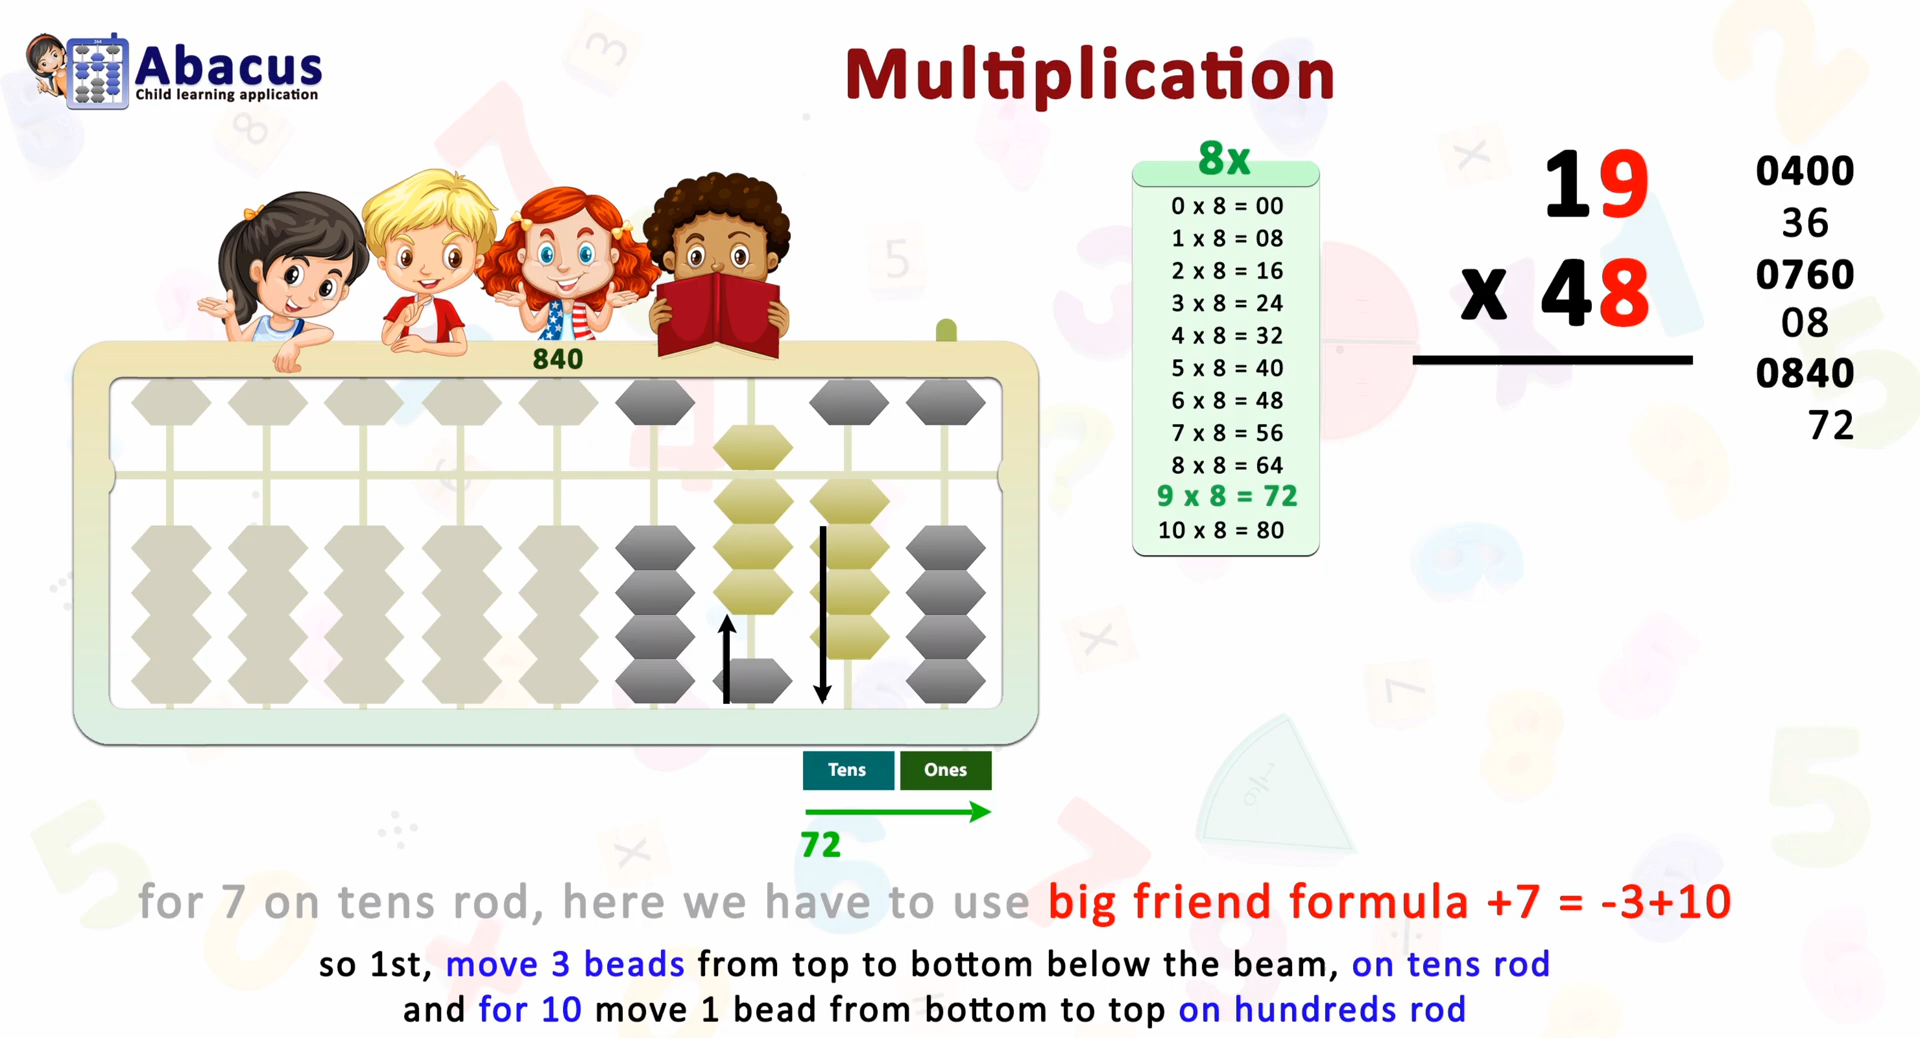 Abacus
Child learning application
Multiplication
840
8x
0 x 8 = 00
1 x 8 = 08
2 x 8 = 16
3 x 8 = 24
4 x 8 = 32
5 x 8 = 40
6 x 8 = 48
7 x 8 = 56
8 x 8 = 64
9 x 8 = 72
10 x 8 = 80
19
x 48
0400
36
0760
08
0840
72
Tens Ones
72
for 7 on tens rod, here we have to use big friend formula +7 = -3+10
so 1st, move 3 beads from top to bottom below the beam, on tens rod
and for 10 move 1 bead from bottom to top on hundreds rod